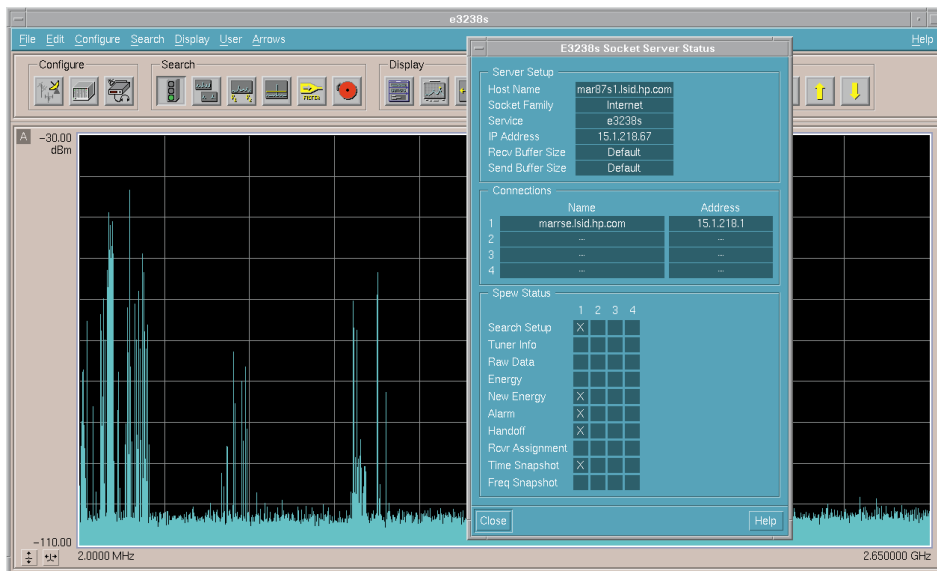 e3238s
File Edit Configure Search Display User Arrows Help
Configure Search Display
A -30.00
dBm
-110.00
2.0000 MHz 2.650000 GHz
E3238s Socket Server Status
Server Setup
Host Name mar87s1.lsid.hp.com
Socket Family Internet
Service e3238s
IP Address 15.1.218.67
Recv Buffer Size Default
Send Buffer Size Default
Connections
Name Address
1 marrse.lsid.hp.com 15.1.218.1
2 --- ---
3 --- ---
4 --- ---
Spew Status
1 2 3 4
Search Setup X
Tuner Info
Raw Data
Energy
New Energy X
Alarm X
Handoff X
Rcvr Assignment
Time Snapshot X
Freq Snapshot
Close Help